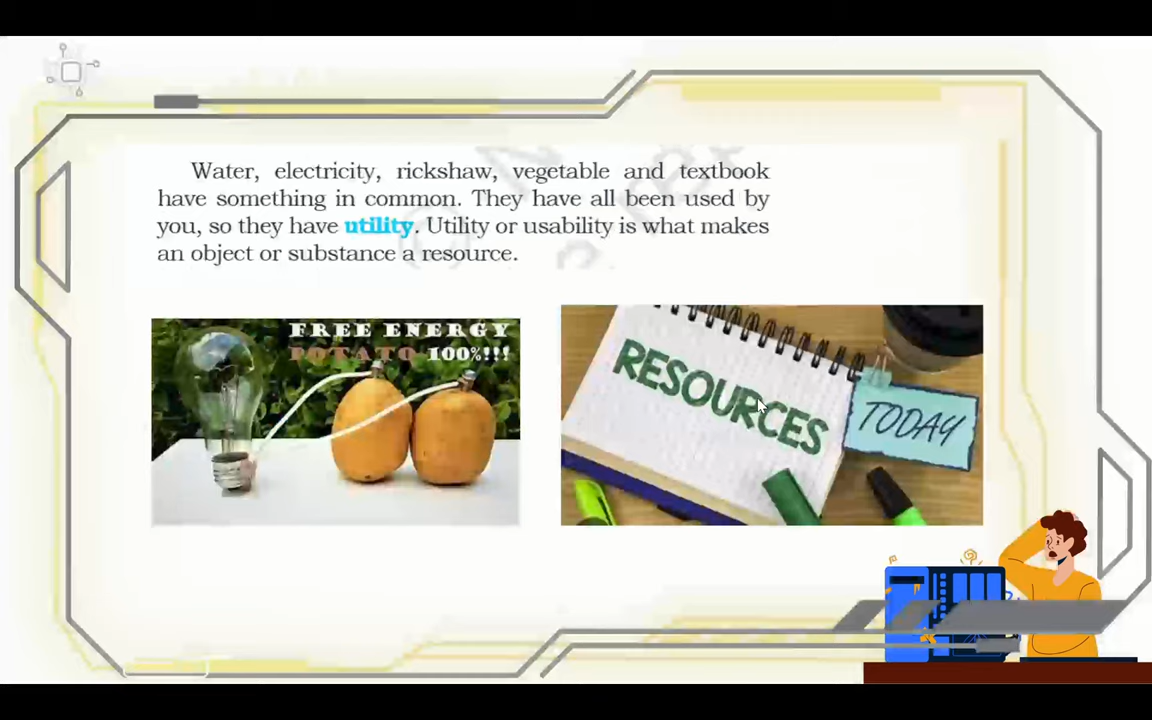 Water, electricity, rickshaw, vegetable and textbook
have something in common. They have all been used by
you, so they have utility. Utility or usability is what makes
an object or substance a resource.
FREE ENERGY
POTATO 100%!!!
RESOURCES
TODAY